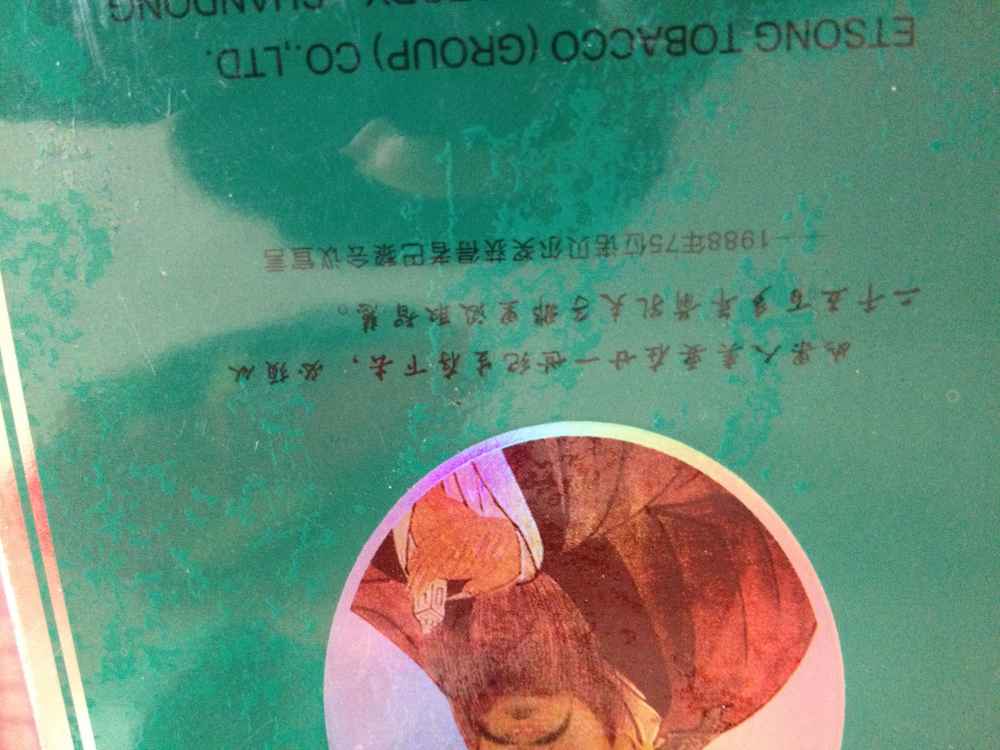 如果人类要在廿一世纪生存下去，必须从
二千五百多年前孔夫子那里汲取智慧。
——1988年75位诺贝尔奖获得者巴黎会议宣言
ETSONG TOBACCO (GROUP) CO.,LTD.
SHANDONG